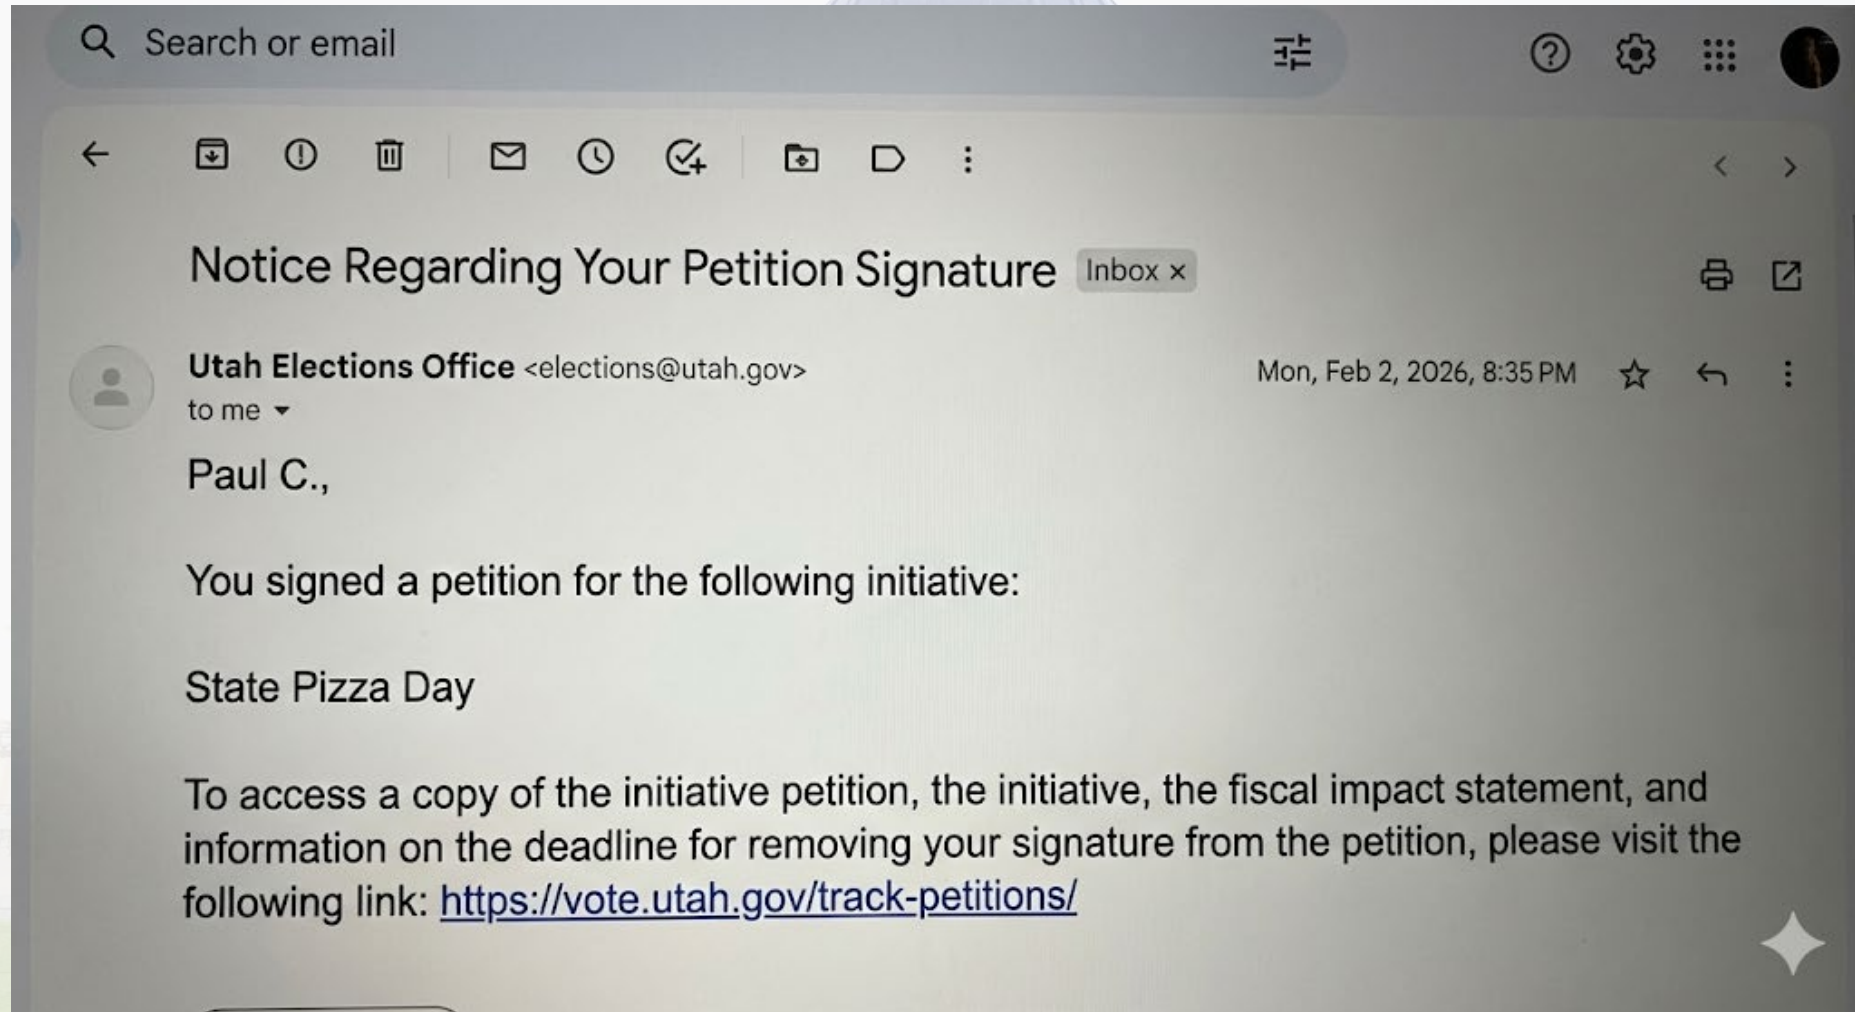 Search or email
Notice Regarding Your Petition Signature Inbox ×
Utah Elections Office <elections@utah.gov> Mon, Feb 2, 2026, 8:35 PM
to me
Paul C.,
You signed a petition for the following initiative:
State Pizza Day
To access a copy of the initiative petition, the initiative, the fiscal impact statement, and
information on the deadline for removing your signature from the petition, please visit the
following link: https://vote.utah.gov/track-petitions/